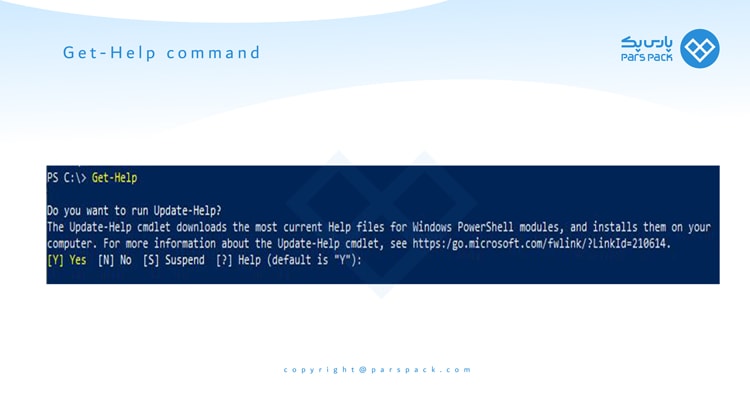 Get-Help command
پارس پک
Pars Pack
PS C:\> Get-Help
Do you want to run Update-Help?
The Update-Help cmdlet downloads the most current Help files for Windows PowerShell modules, and installs them on your
computer. For more information about the Update-Help cmdlet, see https:/go.microsoft.com/fwlink/?LinkId=210614.
[Y] Yes  [N] No  [S] Suspend  [?] Help (default is "Y"):
copyright@parspack.com